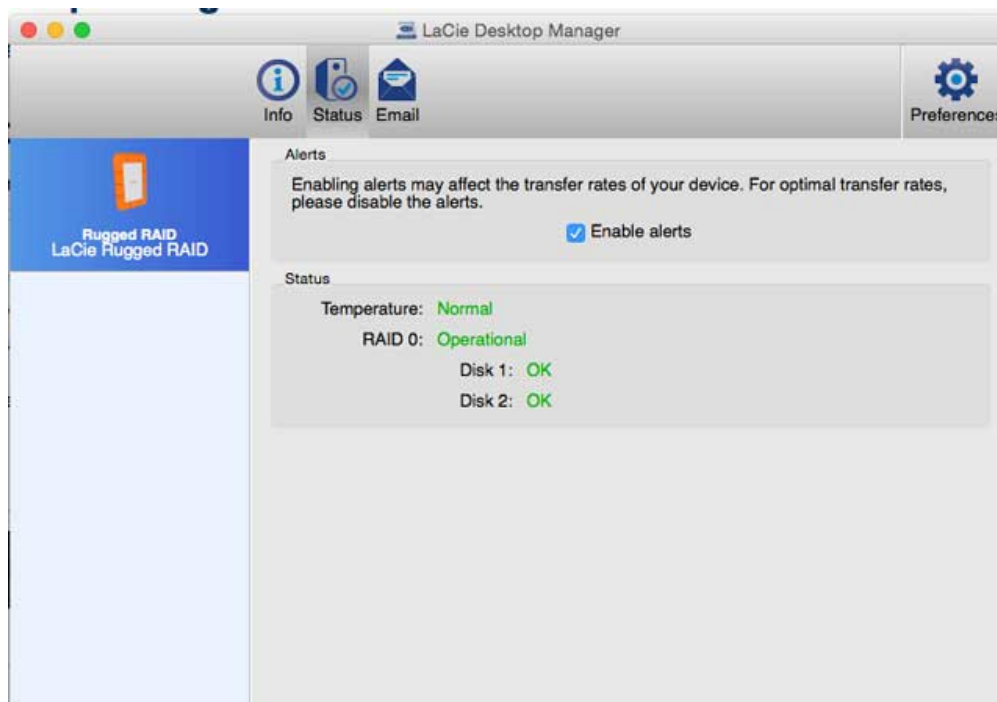 LaCie Desktop Manager
Info
Status
Email
Preferences
Rugged RAID
LaCie Rugged RAID
Alerts
Enabling alerts may affect the transfer rates of your device. For optimal transfer rates,
please disable the alerts.
Enable alerts
Status
Temperature: Normal
RAID 0: Operational
Disk 1: OK
Disk 2: OK